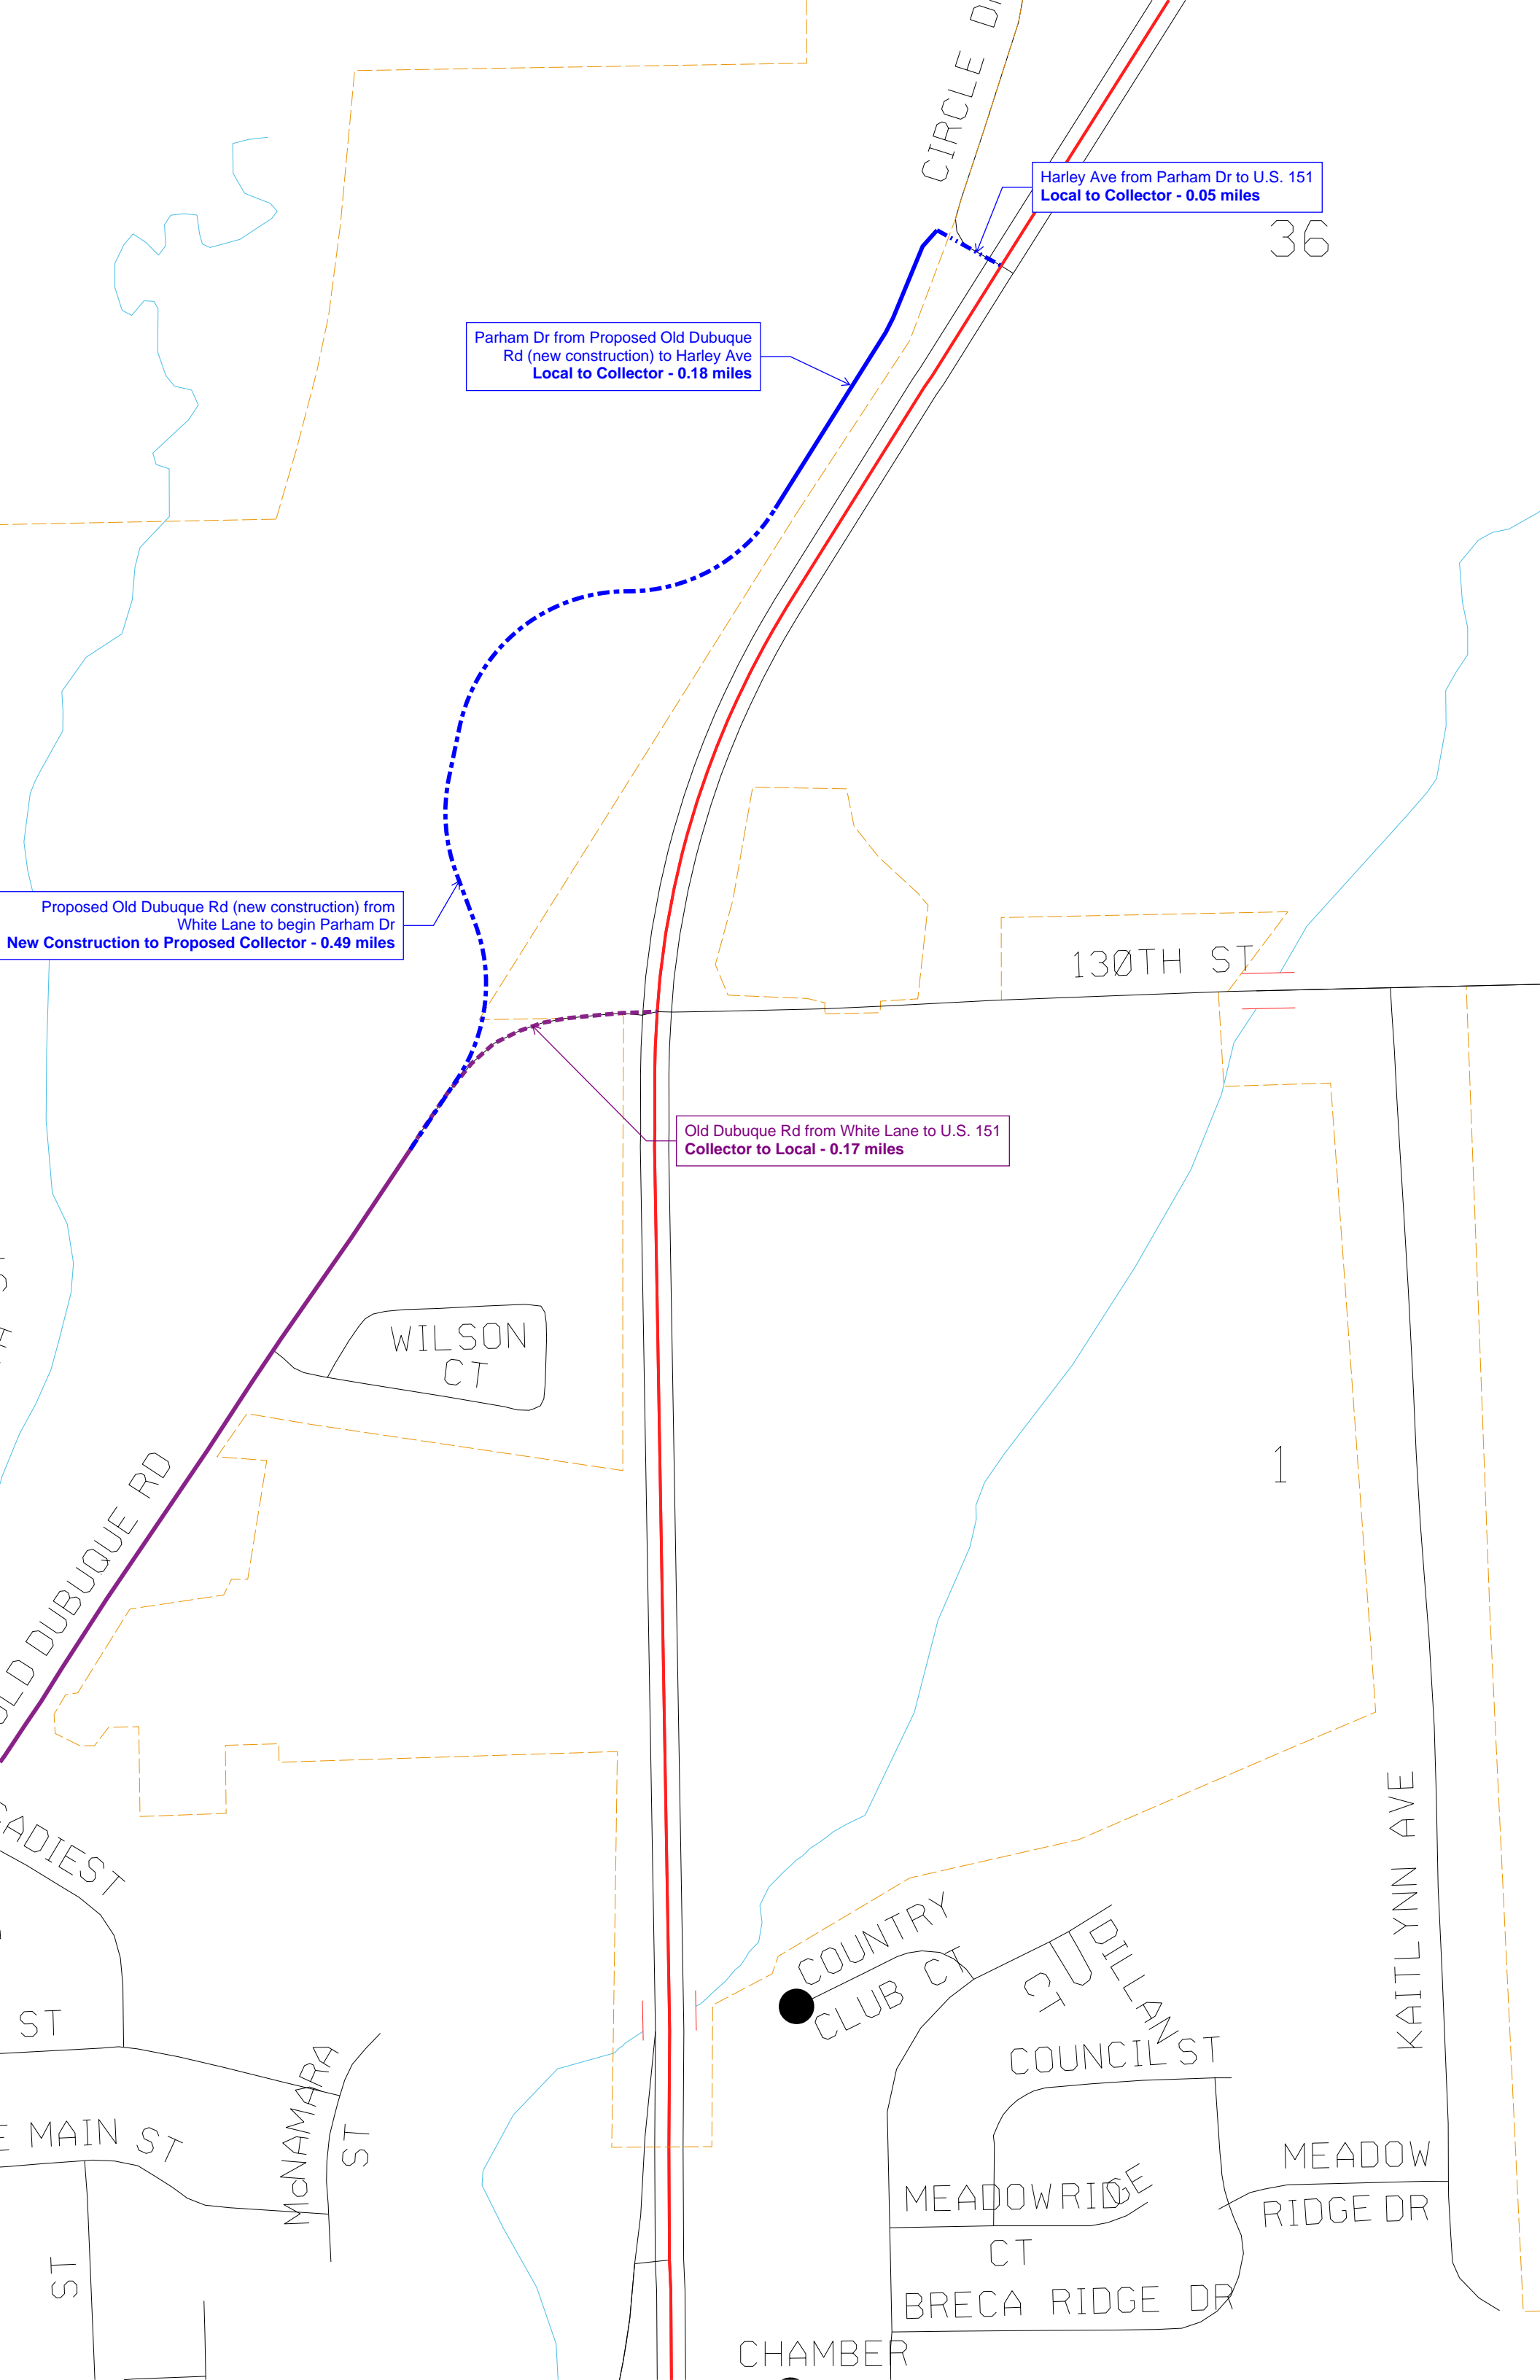 CIRCLE
Harley Ave from Parham Dr to U.S. 151
Local to Collector - 0.05 miles
36
Parham Dr from Proposed Old Dubuque
Rd (new construction) to Harley Ave
Local to Collector - 0.18 miles
Proposed Old Dubuque Rd (new construction) from
White Lane to begin Parham Dr
New Construction to Proposed Collector - 0.49 miles
130TH ST
Old Dubuque Rd from White Lane to U.S. 151
Collector to Local - 0.17 miles
WILSON
CT
1
DUBUQUE RD
KAITLYNN AVE
COUNTRY
CLUB CT
DILLAN
CT
ST
COUNCIL ST
McNAMARA
ST
MAIN ST
MEADOW
RIDGE DR
MEADOWRIDGE
CT
ST
BRECA RIDGE DR
CHAMBER